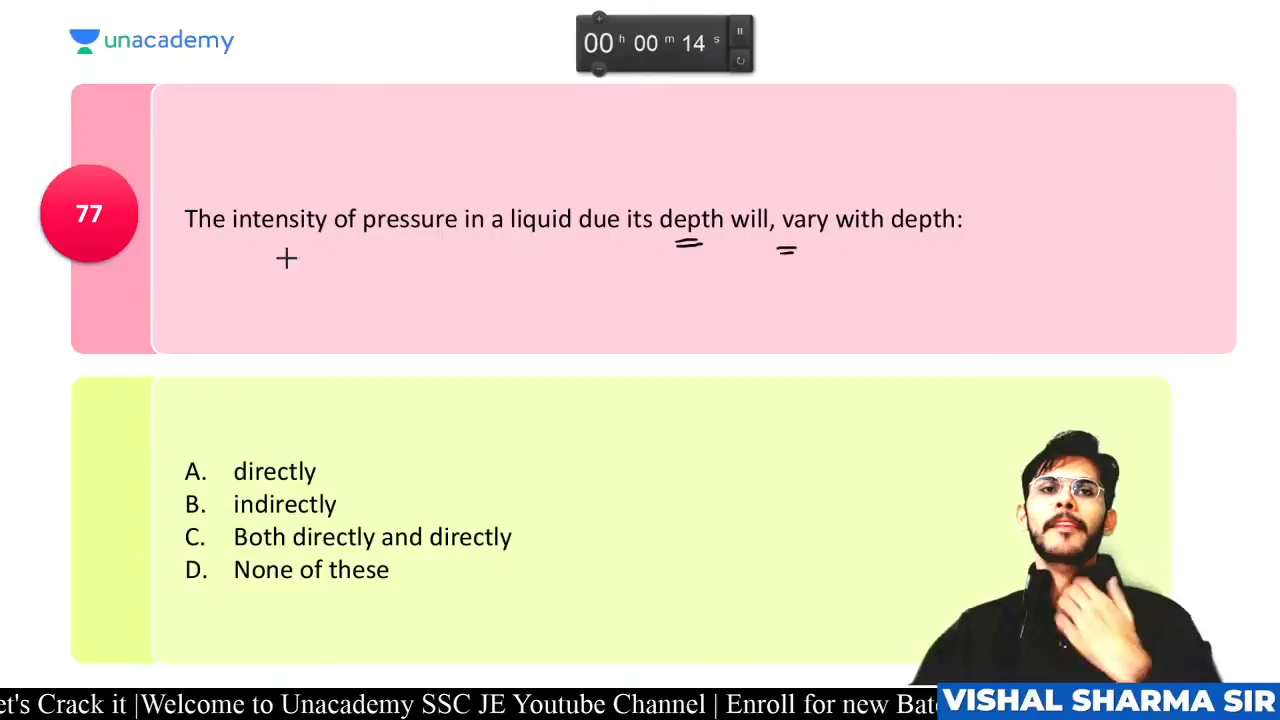 unacademy
00 h 00 m 14 s
77
The intensity of pressure in a liquid due its depth will, vary with depth:
A. directly
B. indirectly
C. Both directly and directly
D. None of these
et's Crack it |Welcome to Unacademy SSC JE Youtube Channel | Enroll for new Bat
VISHAL SHARMA SIR